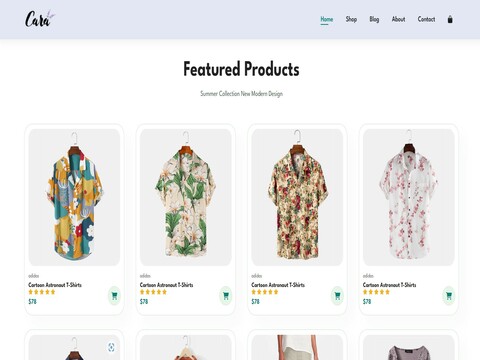 Cara
Home Shop Blog About Contact
Featured Products
Summer Collection New Modern Design
adidas adidas adidas adidas
Cartoon Astronaut T-Shirts Cartoon Astronaut T-Shirts Cartoon Astronaut T-Shirts Cartoon Astronaut T-Shirts
$78 $78 $78 $78